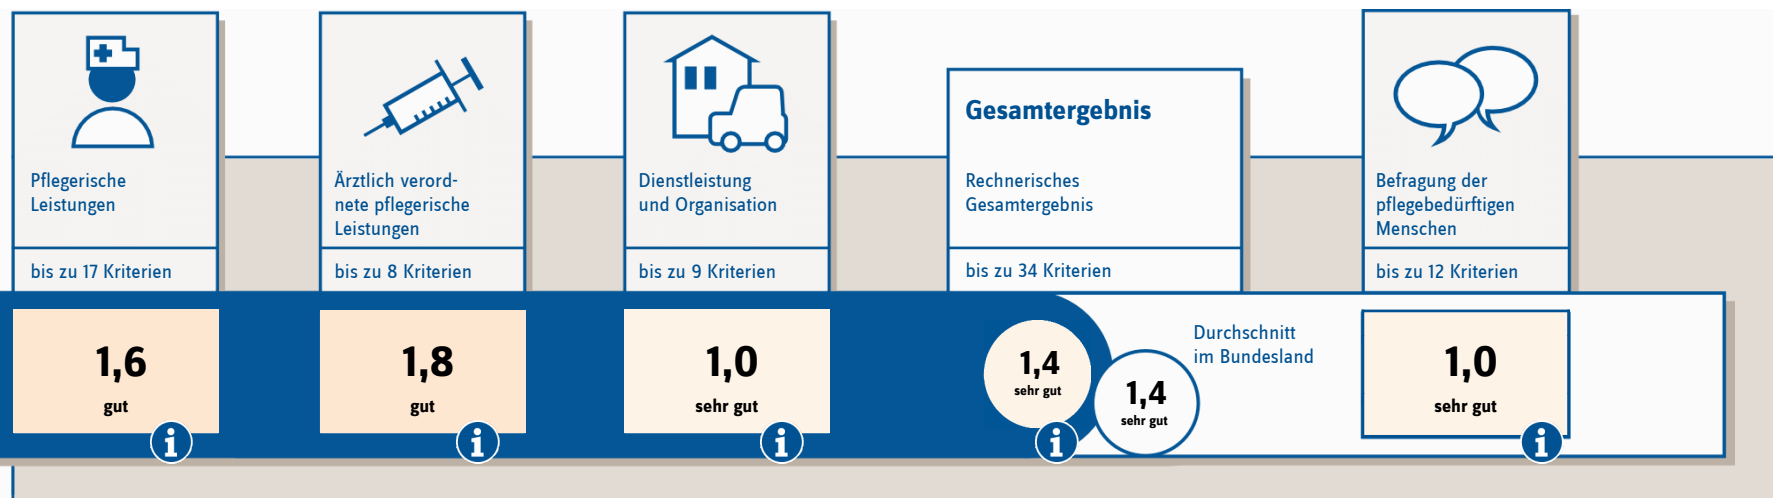 Pflegerische
Leistungen
bis zu 17 Kriterien
1,6
gut
Ärztlich verord-
nete pflegerische
Leistungen
bis zu 8 Kriterien
1,8
gut
Dienstleistung
und Organisation
bis zu 9 Kriterien
1,0
sehr gut
Gesamtergebnis
Rechnerisches
Gesamtergebnis
bis zu 34 Kriterien
1,4
sehr gut
1,4
sehr gut
Durchschnitt
im Bundesland
Befragung der
pflegebedürftigen
Menschen
bis zu 12 Kriterien
1,0
sehr gut